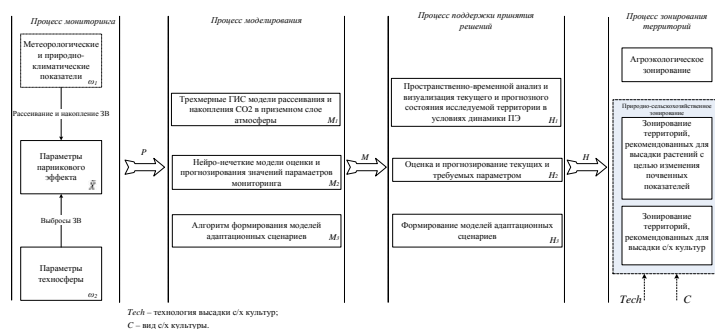 Процесс мониторинга
Метеорологические
и природно-
климатические
показатели
ω1
Рассеивание и накопление ЗВ
Параметры
парникового
эффекта
X
Выбросы ЗВ
Параметры
техносферы
ω2
P
Процесс моделирования
Трехмерные ГИС модели рассеивания и
накопления СО2 в приземном слое
атмосферы
M1
Нейро-нечеткие модели оценки и
прогнозирования значений параметров
мониторинга
M2
Алгоритм формирования моделей
адаптационных сценариев
M3
M
Процесс поддержки принятия
решений
Пространственно-временной анализ и
визуализация текущего и прогнозного
состояния исследуемой территории в
условиях динамики ПЭ
H1
Оценка и прогнозирование текущих и
требуемых параметром
H2
Формирование моделей адаптационных
сценариев
H3
H
Процесс зонирования
территорий
Агроэкологическое
зонирование
Природно-сельскохозяйственное
зонирование
Зонирование
территорий,
рекомендованных для
высадки растений с
целью изменения
почвенных
показателей
Зонирование
территорий,
рекомендованных для
высадки с/х культур
Tech
C
Tech – технология высадки с/х культур;
C – вид с/х культуры.